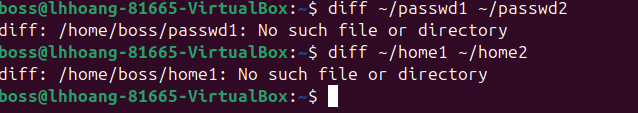 boss@lhhoang-81665-VirtualBox:~$ diff ~/passwd1 ~/passwd2
diff: /home/boss/passwd1: No such file or directory
boss@lhhoang-81665-VirtualBox:~$ diff ~/home1 ~/home2
diff: /home/boss/home1: No such file or directory
boss@lhhoang-81665-VirtualBox:~$